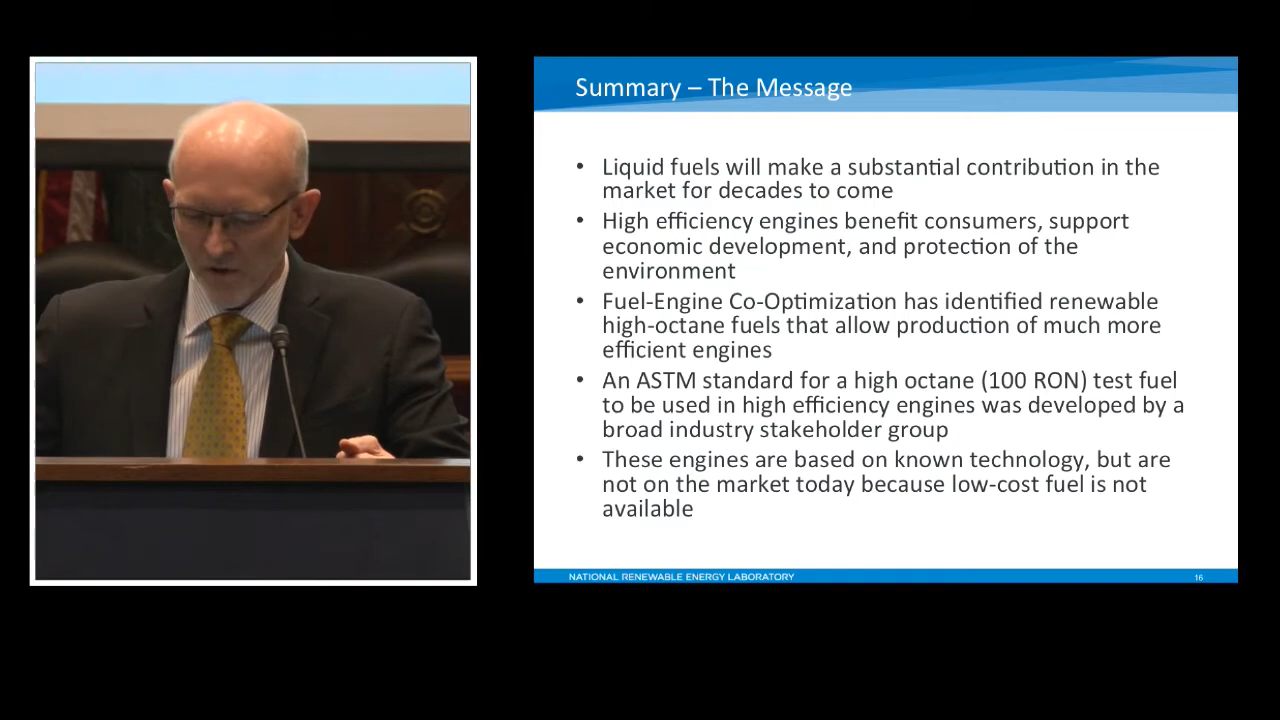 Summary – The Message
• Liquid fuels will make a substantial contribution in the
market for decades to come
• High efficiency engines benefit consumers, support
economic development, and protection of the
environment
• Fuel-Engine Co-Optimization has identified renewable
high-octane fuels that allow production of much more
efficient engines
• An ASTM standard for a high octane (100 RON) test fuel
to be used in high efficiency engines was developed by a
broad industry stakeholder group
• These engines are based on known technology, but are
not on the market today because low-cost fuel is not
available
NATIONAL RENEWABLE ENERGY LABORATORY
16